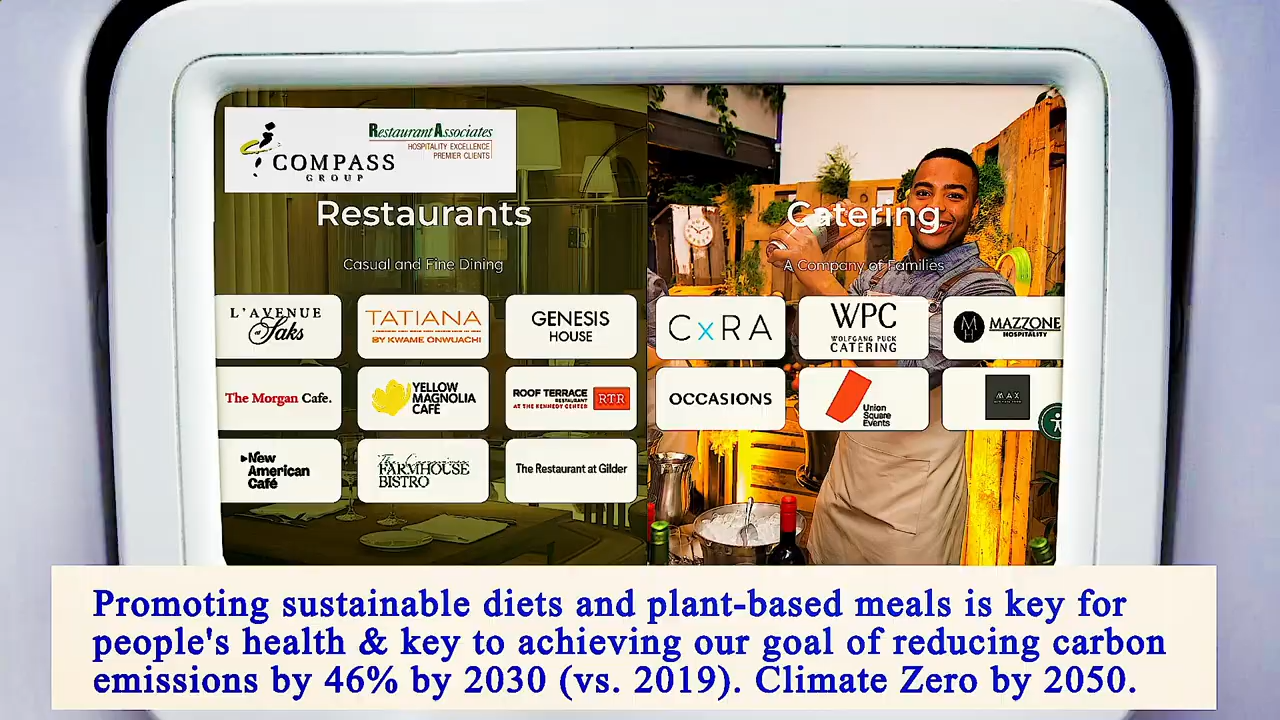 COMPASS
GROUP
Restaurant Associates
HOSPITALITY EXCELLENCE
PREMIER CLIENTS
Restaurants
Casual and Fine Dining
L'AVENUE
at
Saks
TATIANA
BY KWAME ONWUACHI
GENESIS
HOUSE
The Morgan Cafe.
YELLOW
MAGNOLIA
CAFÉ
ROOF TERRACE
RESTAURANT
AT THE KENNEDY CENTER
RTR
New
American
Café
FARMHOUSE
BISTRO
The Restaurant at Gilder
Catering
A Company of Families
CxRA
WPC
WOLFGANG PUCK
CATERING
MH
MAZZONE
HOSPITALITY
OCCASIONS
Union
Square
Events
MAX
Promoting sustainable diets and plant-based meals is key for
people's health & key to achieving our goal of reducing carbon
emissions by 46% by 2030 (vs. 2019). Climate Zero by 2050.